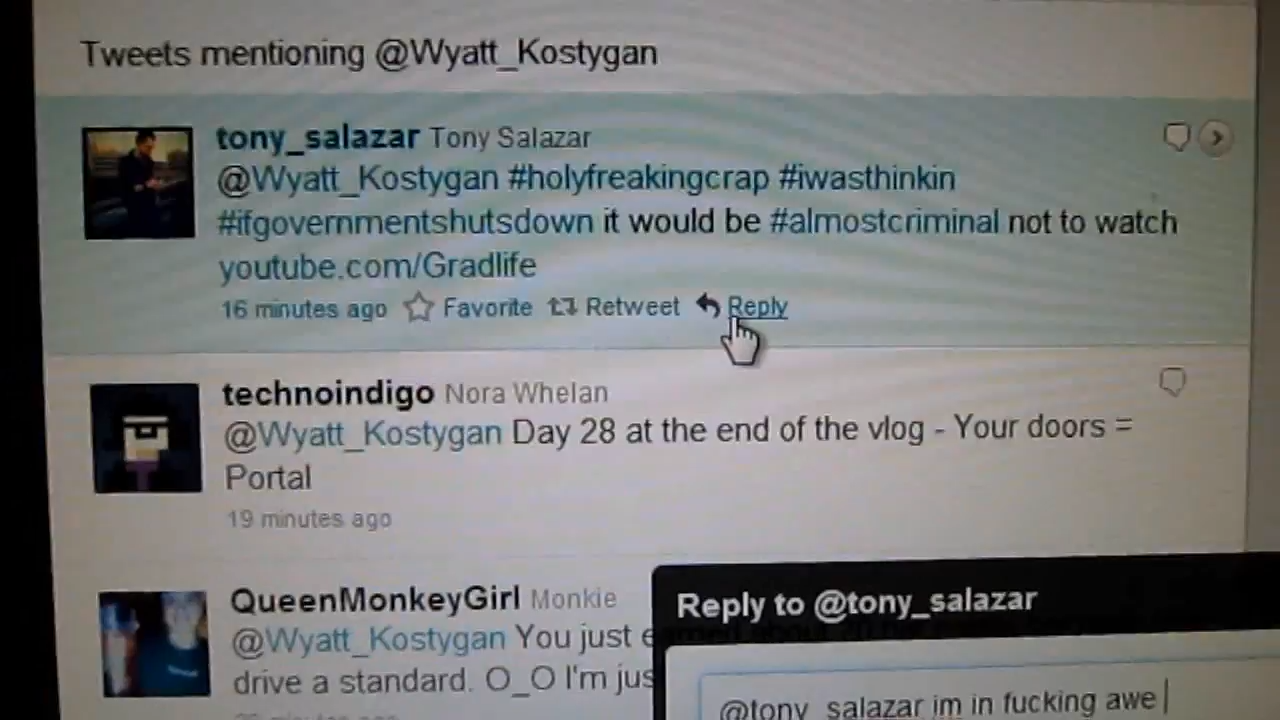 Tweets mentioning @Wyatt_Kostygan
tony_salazar Tony Salazar
@Wyatt_Kostygan #holyfreakingcrap #iwasthinkin
#ifgovernmentshutsdown it would be #almostcriminal not to watch
youtube.com/Gradlife
16 minutes ago Favorite Retweet Reply
technoindigo Nora Whelan
@Wyatt_Kostygan Day 28 at the end of the vlog - Your doors =
Portal
19 minutes ago
QueenMonkeyGirl Monkie
@Wyatt_Kostygan You just earned about
drive a standard. O_O I'm jus
Reply to @tony_salazar
@tony_salazar im in fucking awe